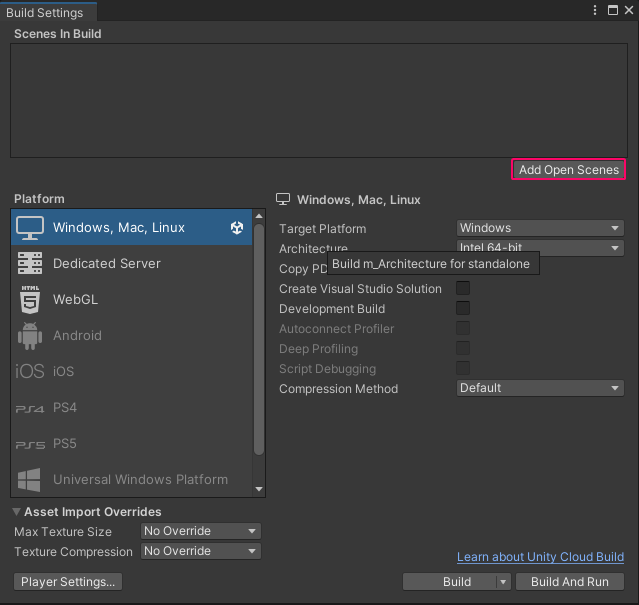 Build Settings
Scenes In Build
Add Open Scenes
Platform
Windows, Mac, Linux
Dedicated Server
HTML
5
WebGL
Android
iOS iOS
PS4 PS4
PS5 PS5
Universal Windows Platform
Windows, Mac, Linux
Target Platform Windows
Architecture Intel 64-bit
Build m_Architecture for standalone
Copy PD
Create Visual Studio Solution
Development Build
Autoconnect Profiler
Deep Profiling
Script Debugging
Compression Method Default
Asset Import Overrides
Max Texture Size No Override
Texture Compression No Override
Learn about Unity Cloud Build
Player Settings... Build Build And Run